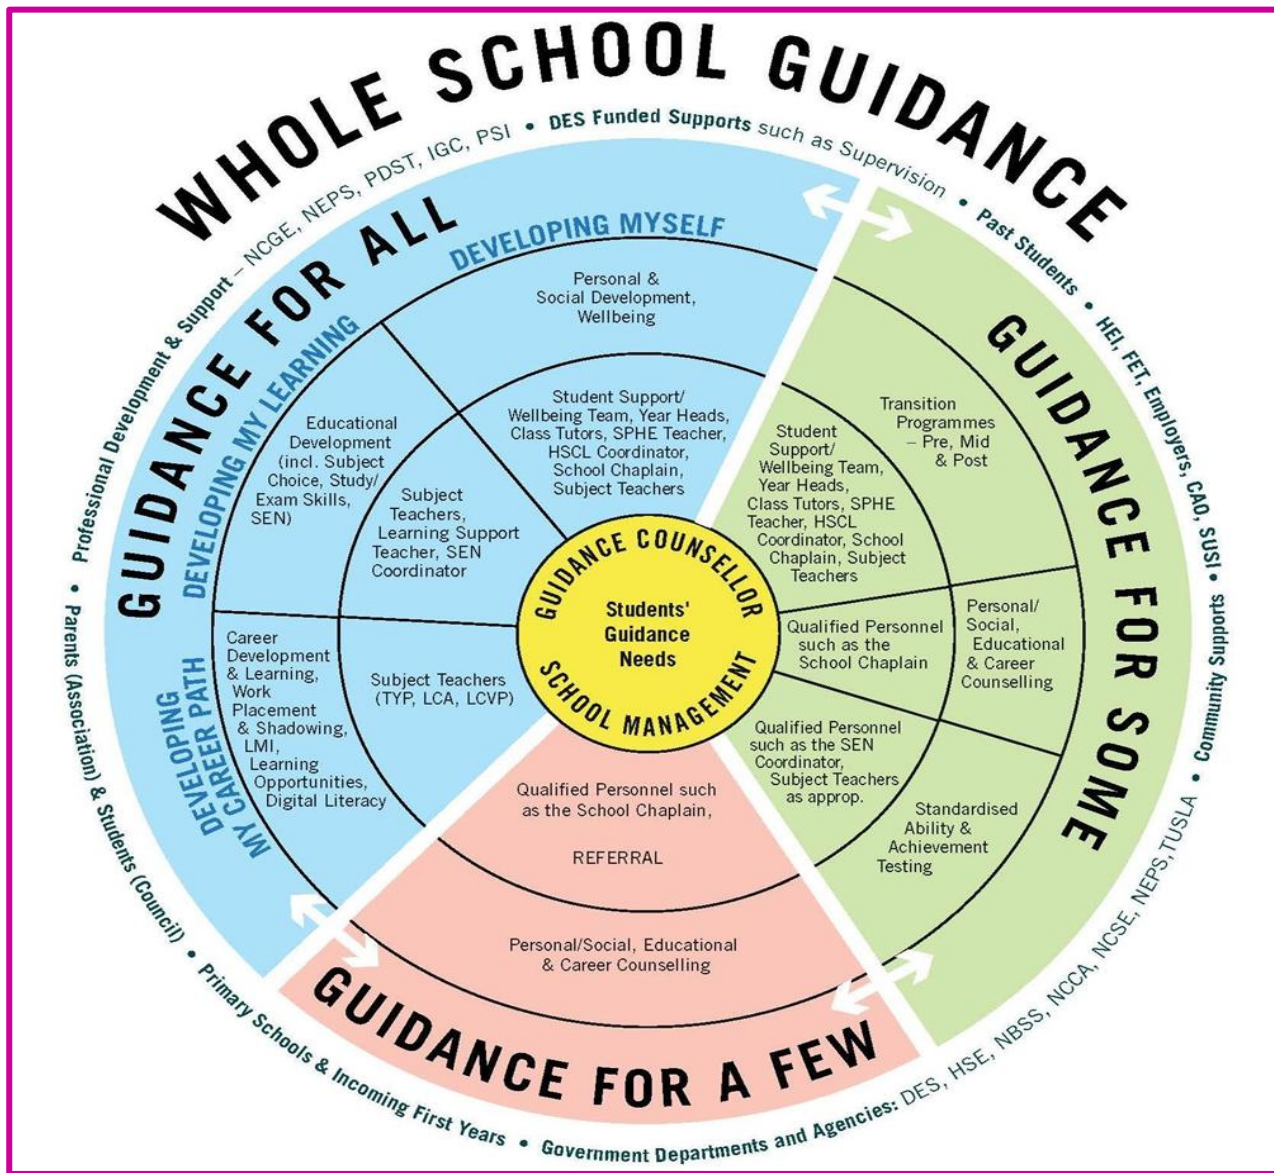 WHOLE SCHOOL GUIDANCE
• Professional Development & Support – NCGE, NEPS, PDST, IGC, PSI • DES Funded Supports such as Supervision • Past Students • HEI, FET, Employers, CAO, SUSI • Community Supports
• Parents (Association) & Students (Council) • Primary Schools & Incoming First Years • Government Departments and Agencies: DES, HSE, NBSS, NCCA, NCSE, NEPS, TUSLA
GUIDANCE FOR ALL
DEVELOPING MYSELF
Personal &
Social Development,
Wellbeing
Student Support/
Wellbeing Team, Year Heads,
Class Tutors, SPHE Teacher,
HSCL Coordinator,
School Chaplain,
Subject Teachers
DEVELOPING MY LEARNING
Educational
Development
(incl. Subject
Choice, Study/
Exam Skills,
SEN)
Subject
Teachers,
Learning Support
Teacher, SEN
Coordinator
DEVELOPING
MY CAREER PATH
Career
Development
& Learning,
Work
Placement
& Shadowing,
LMI,
Learning
Opportunities,
Digital Literacy
Subject Teachers
(TYP, LCA, LCVP)
GUIDANCE COUNSELLOR
Students'
Guidance
Needs
SCHOOL MANAGEMENT
GUIDANCE FOR SOME
Transition
Programmes
– Pre, Mid
& Post
Student
Support/
Wellbeing Team,
Year Heads,
Class Tutors, SPHE
Teacher, HSCL
Coordinator, School
Chaplain, Subject
Teachers
Personal/
Social,
Educational
& Career
Counselling
Qualified Personnel
such as the
School Chaplain
Qualified Personnel
such as the SEN
Coordinator,
Subject Teachers
as approp.
Standardised
Ability &
Achievement
Testing
Qualified Personnel such
as the School Chaplain,
REFERRAL
Personal/Social, Educational
& Career Counselling
GUIDANCE FOR A FEW